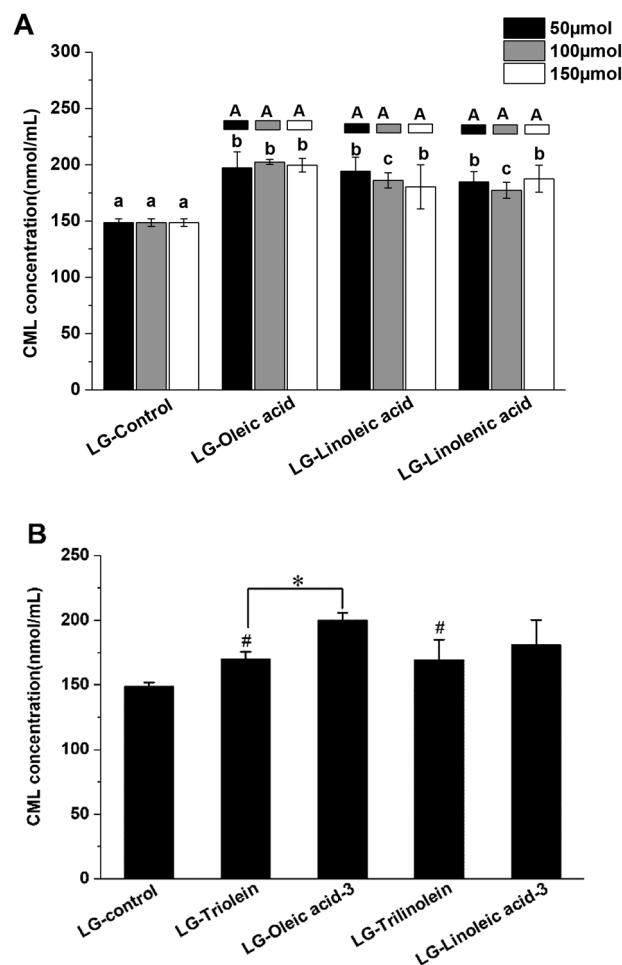 A
50μmol
100μmol
150μmol
300
250
200
150
100
50
0
CML concentration(nmol/mL)
A A A A A A A A A
b b b b c b b c b
a a a
LG-Control
LG-Oleic acid
LG-Linoleic acid
LG-Linolenic acid
B
250
200
150
100
50
0
CML concentration(nmol/mL)
*
# #
LG-control
LG-Triolein
LG-Oleic acid-3
LG-Trilinolein
LG-Linoleic acid-3